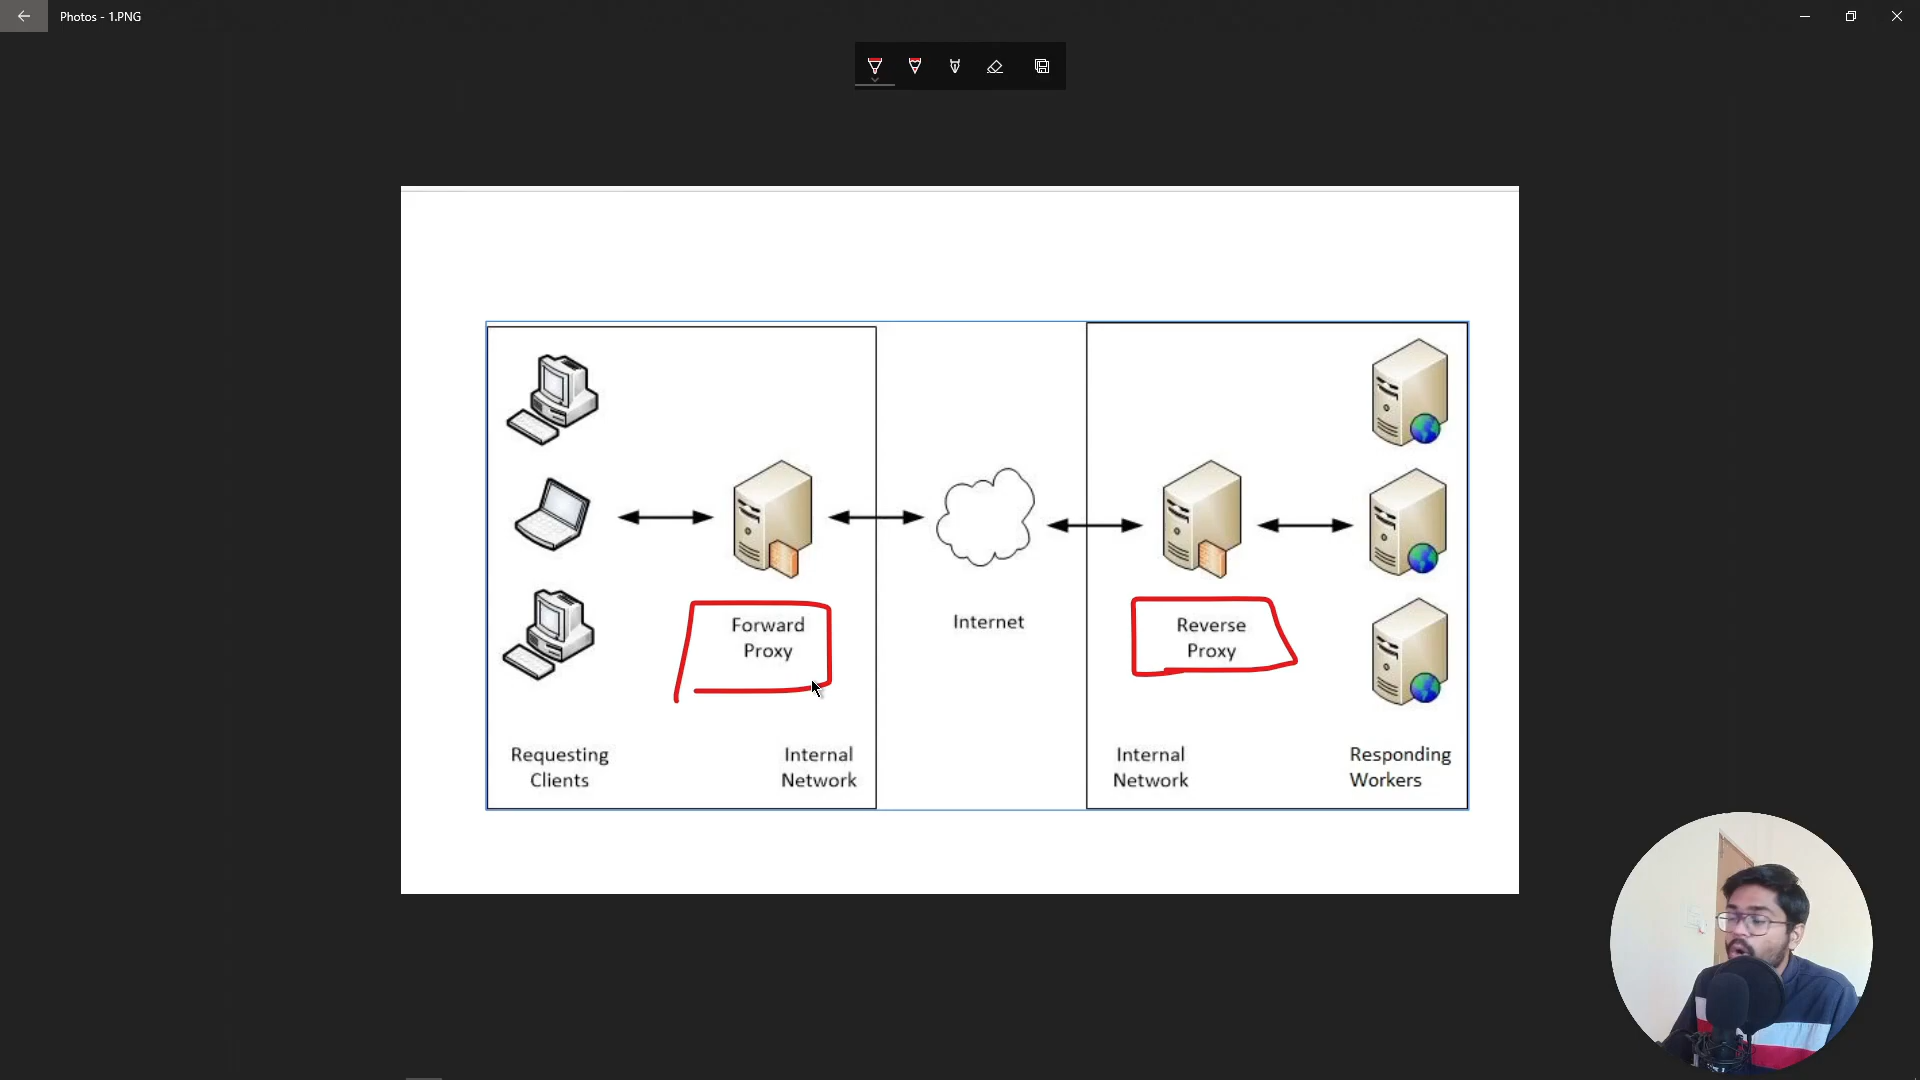 Photos - 1.PNG
Forward
Proxy
Internet
Reverse
Proxy
Requesting
Clients
Internal
Network
Internal
Network
Responding
Workers